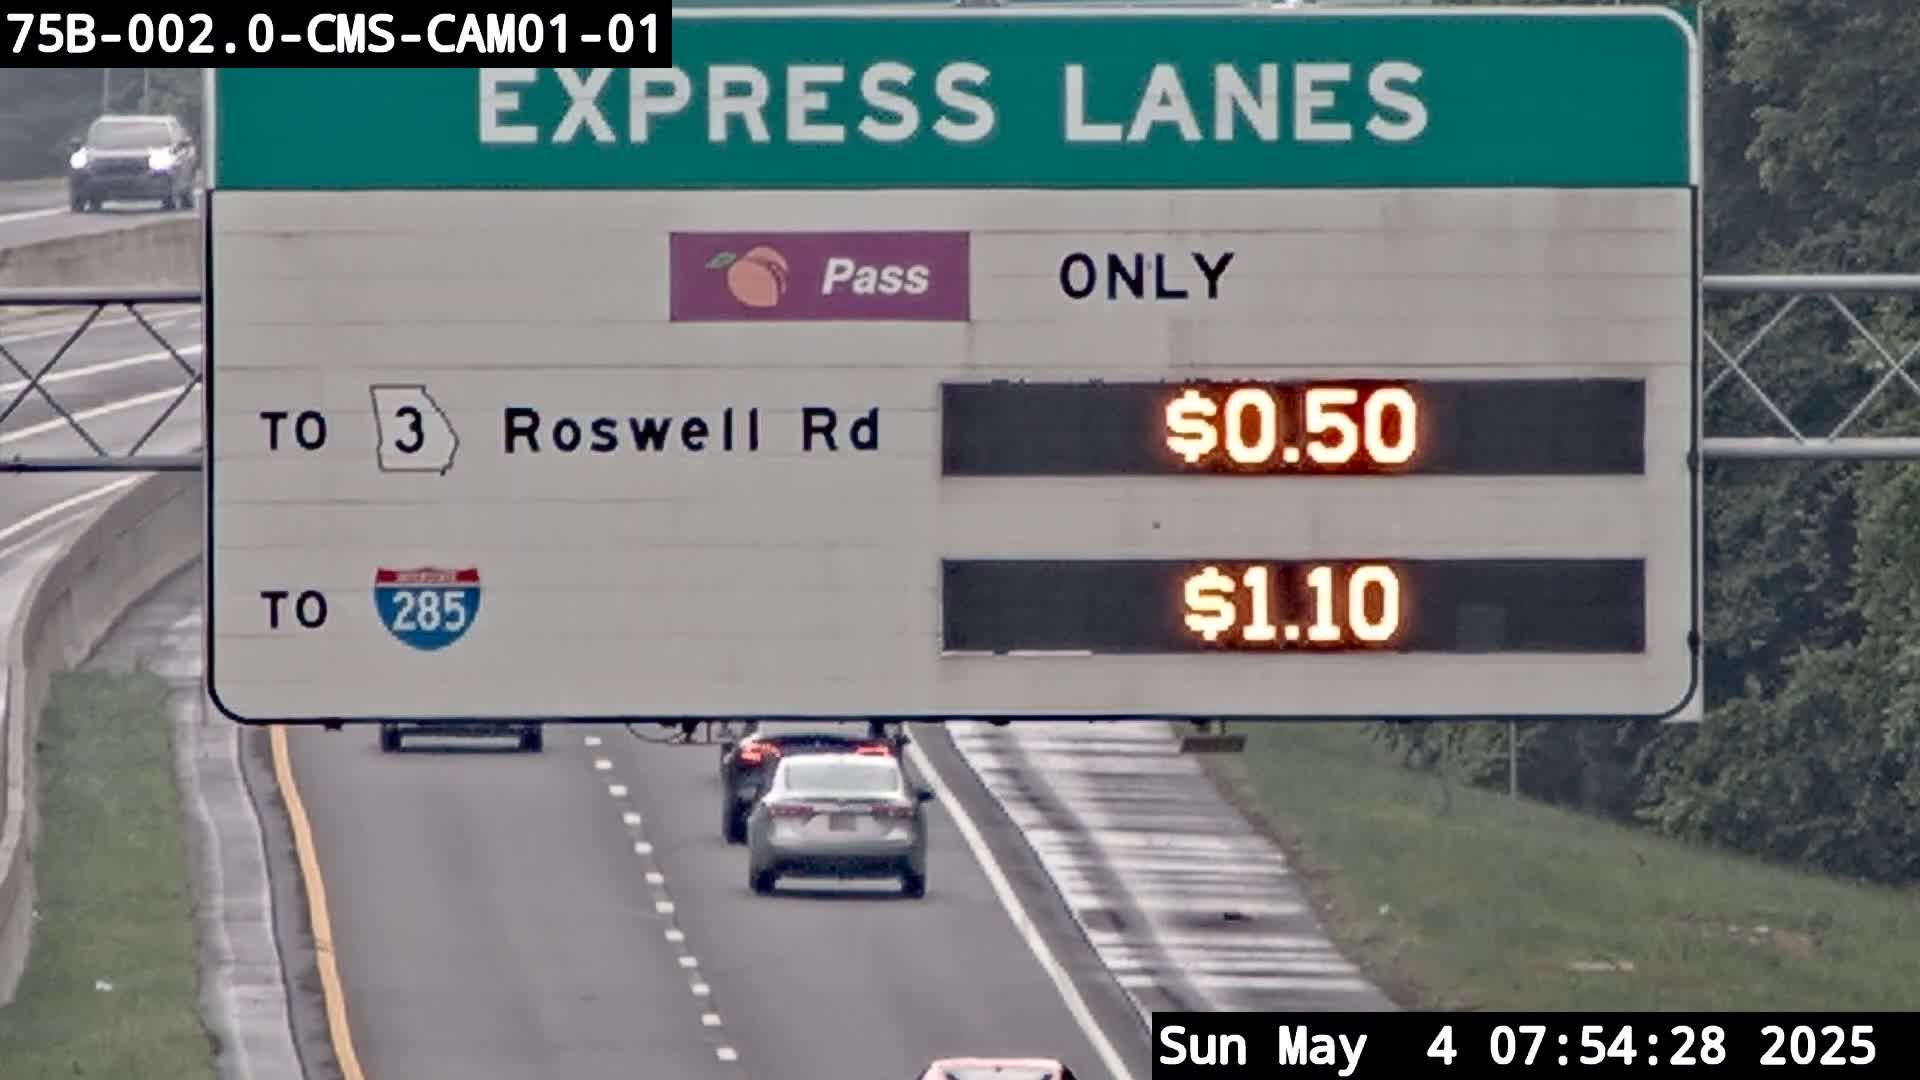 75B-002.0-CMS-CAM01-01
EXPRESS LANES
Pass ONLY
TO 3 Roswell Rd $0.50
TO 285 $1.10
Sun May 4 07:54:28 2025